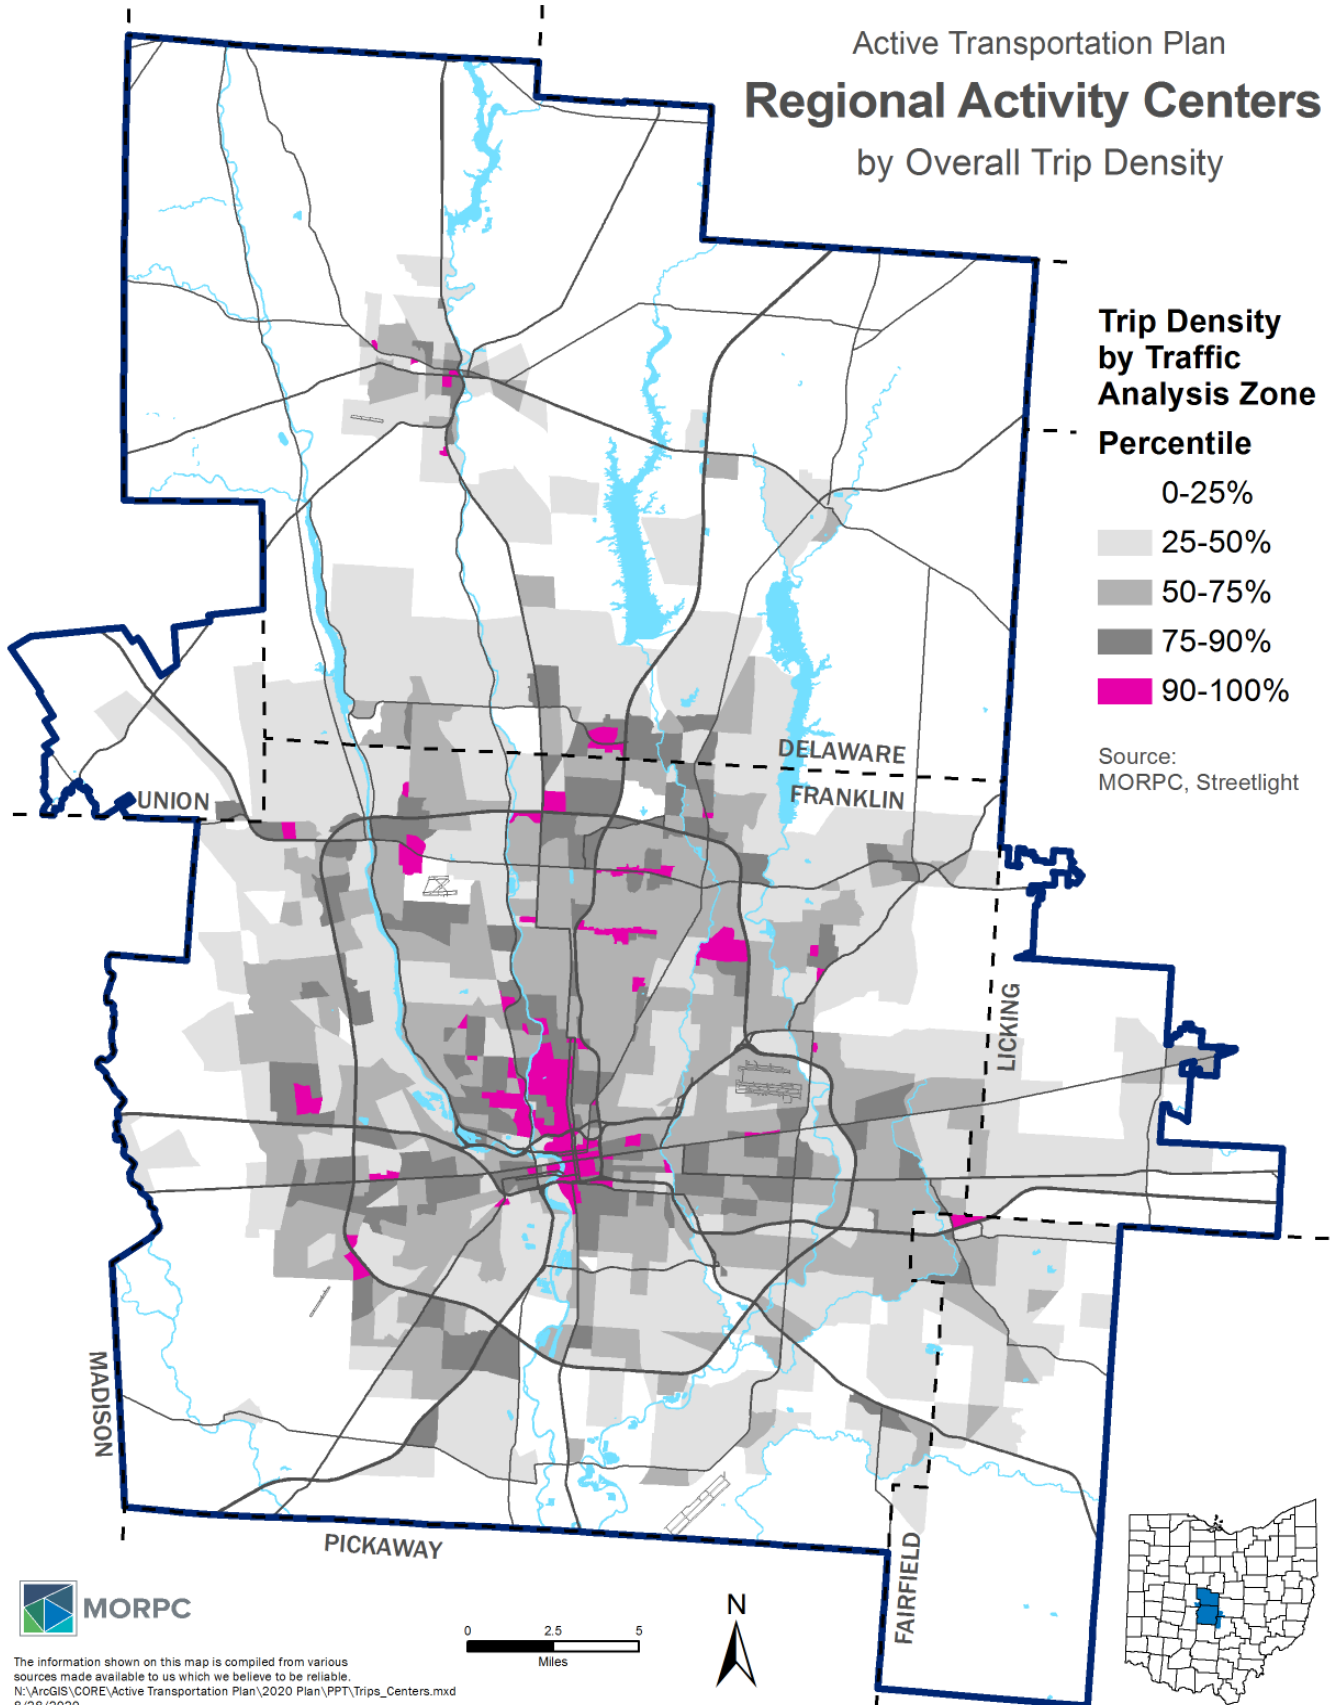 Active Transportation Plan
Regional Activity Centers
by Overall Trip Density
Trip Density
by Traffic
Analysis Zone
Percentile
0-25%
25-50%
50-75%
75-90%
90-100%
Source:
MORPC, Streetlight
DELAWARE
FRANKLIN
UNION
LICKING
MADISON
PICKAWAY
FAIRFIELD
MORPC
N
0 2.5 5
Miles
The information shown on this map is compiled from various
sources made available to us which we believe to be reliable.
N:\ArcGIS\CORE\Active Transportation Plan\2020 Plan\PPT\Trips_Centers.mxd